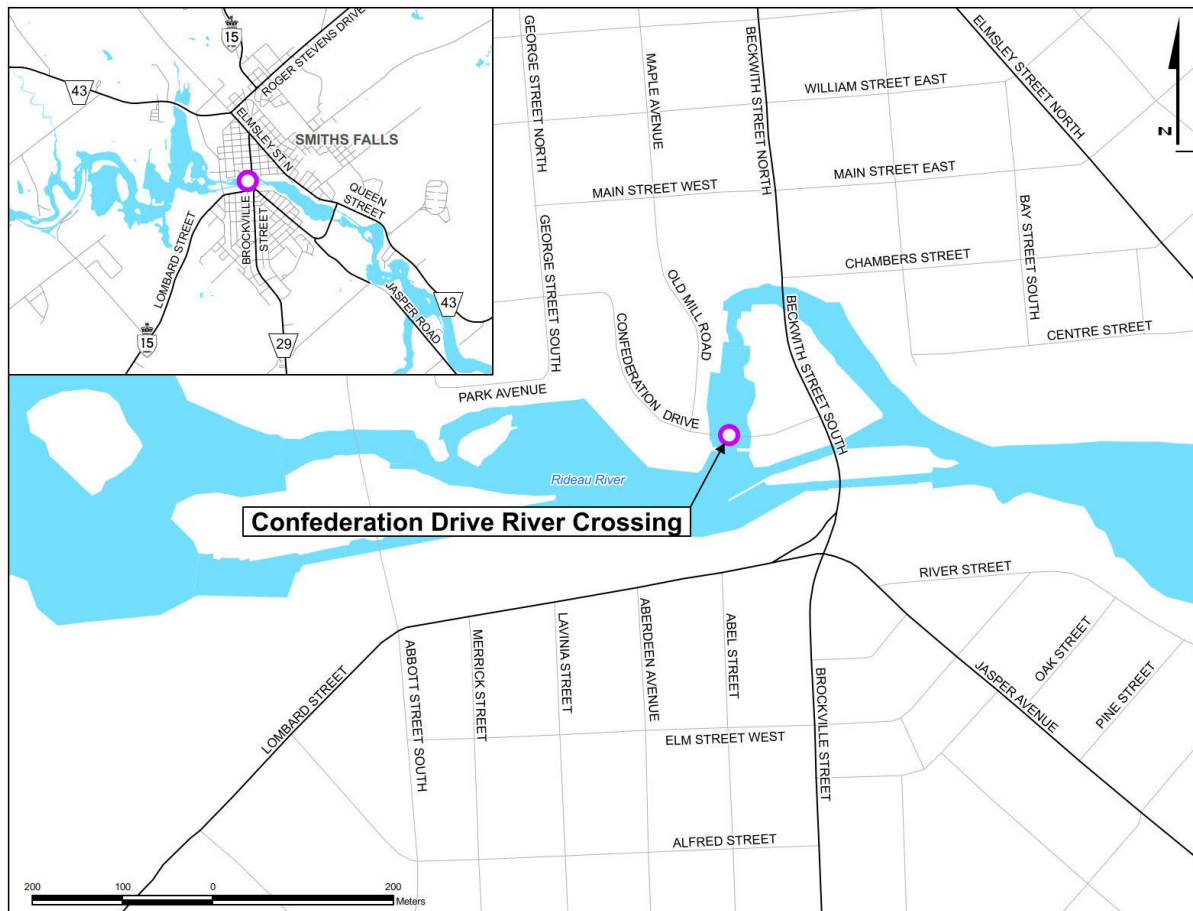 15
ROGER STEVENS DRIVE
43
ELMSLEY ST.N
SMITHS FALLS
QUEEN
STREET
LOMBARD STREET
BROCKVILLE
STREET
JASPER ROAD
43
15
29
GEORGE STREET NORTH
MAPLE AVENUE
BECKWITH STREET NORTH
ELMSLEY STREET NORTH
WILLIAM STREET EAST
N
MAIN STREET EAST
MAIN STREET WEST
BAY STREET SOUTH
GEORGE STREET SOUTH
CHAMBERS STREET
OLD MILL ROAD
BECKWITH STREET SOUTH
CENTRE STREET
CONFEDERATION DRIVE
PARK AVENUE
Rideau River
Confederation Drive River Crossing
RIVER STREET
ABBOTT STREET SOUTH
MERRICK STREET
LAVINIA STREET
ABERDEEN AVENUE
ABEL STREET
BROCKVILLE STREET
JASPER AVENUE
OAK STREET
PINE STREET
LOMBARD STREET
ELM STREET WEST
ALFRED STREET
200 100 0 200
Meters